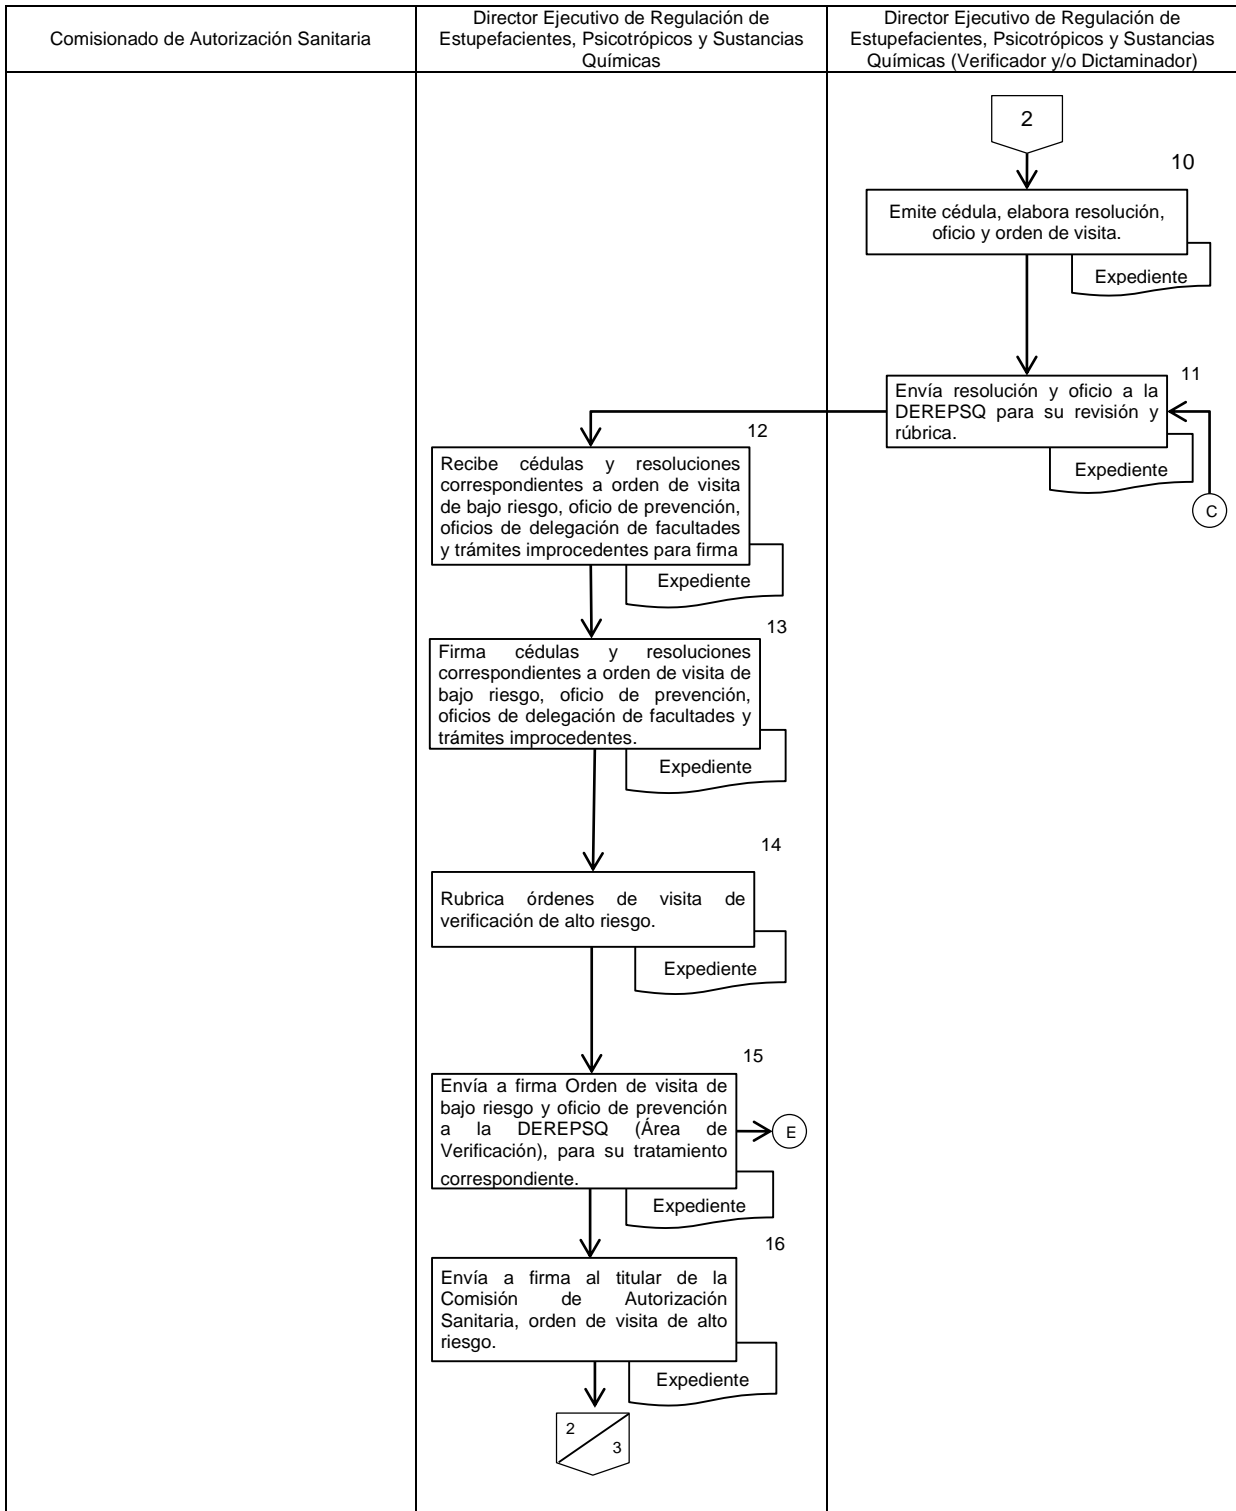 Comisionado de Autorización Sanitaria
Director Ejecutivo de Regulación de
Estupefacientes, Psicotrópicos y Sustancias
Químicas
Director Ejecutivo de Regulación de
Estupefacientes, Psicotrópicos y Sustancias
Químicas (Verificador y/o Dictaminador)
2
10
Emite cédula, elabora resolución,
oficio y orden de visita.
Expediente
11
Envía resolución y oficio a la
DEREPSQ para su revisión y
rúbrica.
Expediente
C
12
Recibe cédulas y resoluciones
correspondientes a orden de visita
de bajo riesgo, oficio de prevención,
oficios de delegación de facultades
y trámites improcedentes para firma
Expediente
13
Firma cédulas y resoluciones
correspondientes a orden de visita de
bajo riesgo, oficio de prevención,
oficios de delegación de facultades y
trámites improcedentes.
Expediente
14
Rubrica órdenes de visita de
verificación de alto riesgo.
Expediente
15
Envía a firma Orden de visita de
bajo riesgo y oficio de prevención
a la DEREPSQ (Área de
Verificación), para su tratamiento
correspondiente.
E
Expediente
16
Envía a firma al titular de la
Comisión de Autorización
Sanitaria, orden de visita de alto
riesgo.
Expediente
2
3